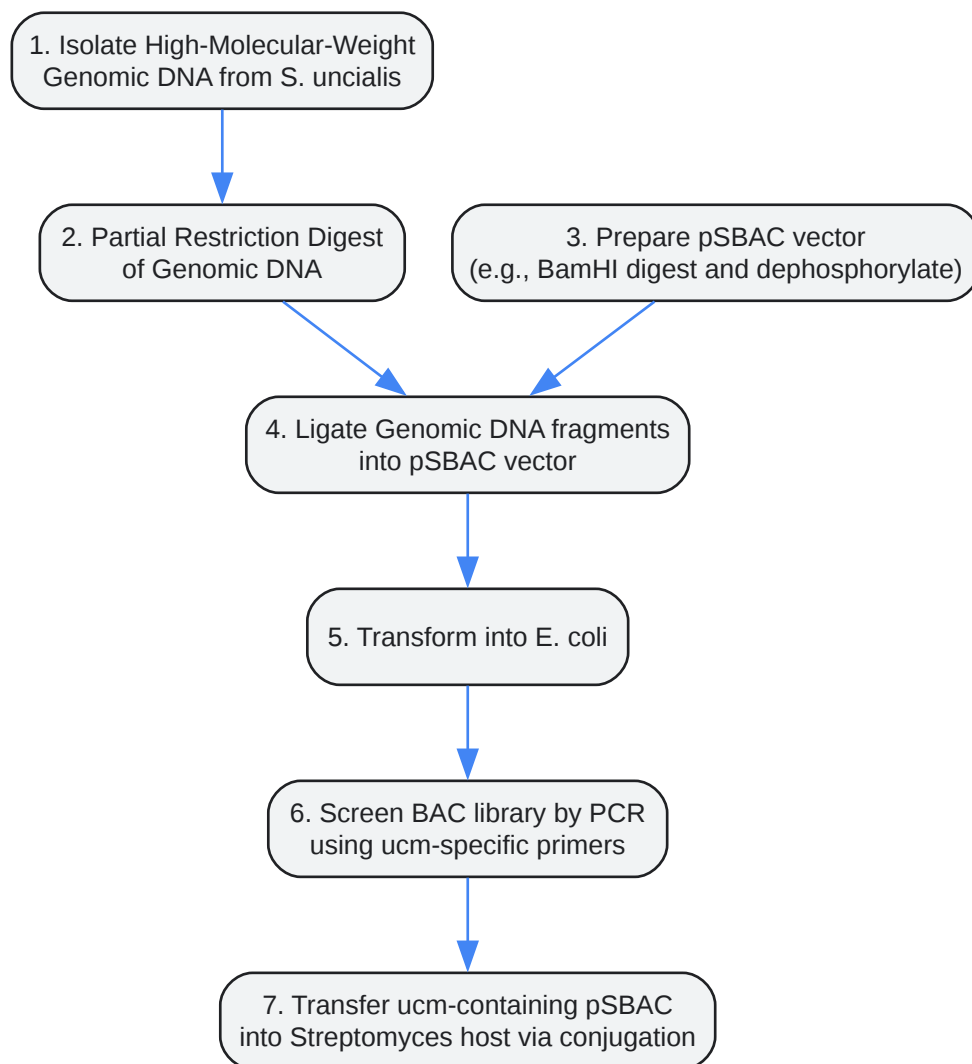 1. Isolate High-Molecular-Weight
Genomic DNA from S. uncialis
2. Partial Restriction Digest
of Genomic DNA
3. Prepare pSBAC vector
(e.g., BamHI digest and dephosphorylate)
4. Ligate Genomic DNA fragments
into pSBAC vector
5. Transform into E. coli
6. Screen BAC library by PCR
using ucm-specific primers
7. Transfer ucm-containing pSBAC
into Streptomyces host via conjugation